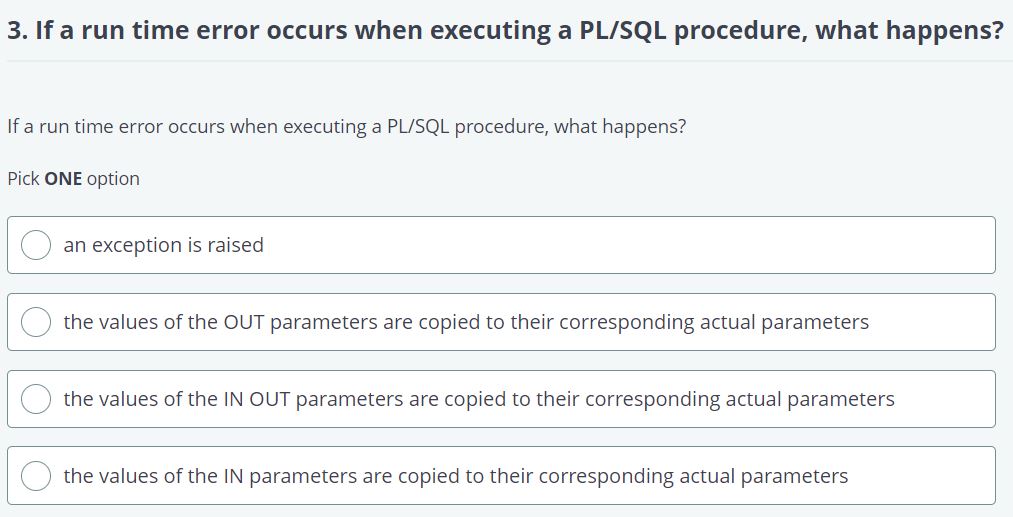 3. If a run time error occurs when executing a PL/SQL procedure, what happens?
If a run time error occurs when executing a PL/SQL procedure, what happens?
Pick ONE option
an exception is raised
the values of the OUT parameters are copied to their corresponding actual parameters
the values of the IN OUT parameters are copied to their corresponding actual parameters
the values of the IN parameters are copied to their corresponding actual parameters